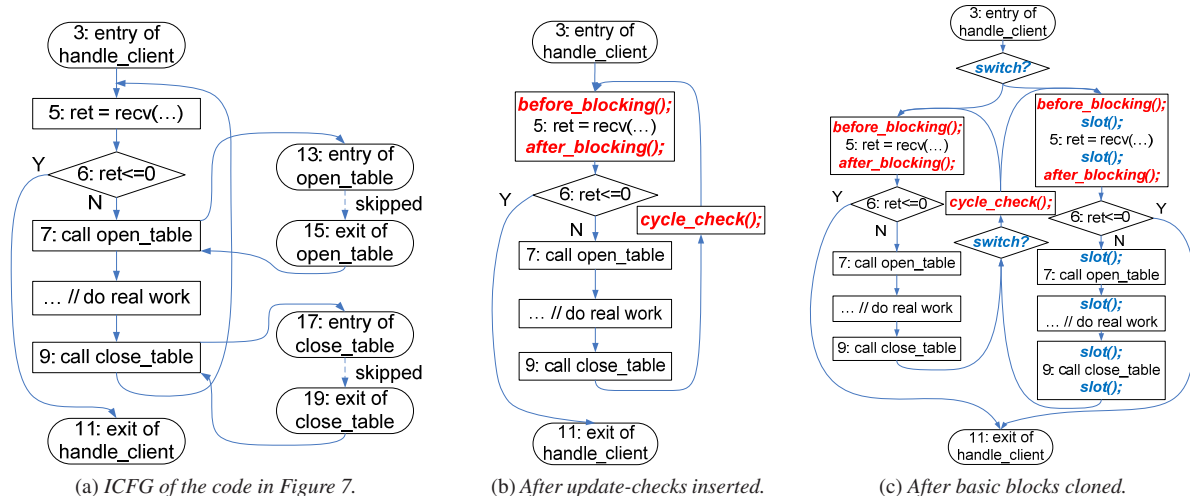 3: entry of
handle_client
5: ret = recv(…)
Y
6: ret<=0
N
7: call open_table
… // do real work
9: call close_table
11: exit of
handle_client
13: entry of
open_table
skipped
15: exit of
open_table
17: entry of
close_table
skipped
19: exit of
close_table
(a) ICFG of the code in Figure 7.
3: entry of
handle_client
before_blocking();
5: ret = recv(…)
after_blocking();
Y
6: ret<=0
N
cycle_check();
7: call open_table
… // do real work
9: call close_table
11: exit of
handle_client
(b) After update-checks inserted.
3: entry of
handle_client
switch?
before_blocking();
5: ret = recv(…)
after_blocking();
Y
6: ret<=0
N
7: call open_table
… // do real work
9: call close_table
cycle_check();
switch?
before_blocking();
slot();
5: ret = recv(…)
slot();
after_blocking();
6: ret<=0
Y
N
slot();
7: call open_table
slot();
… // do real work
slot();
9: call close_table
slot();
11: exit of
handle_client
(c) After basic blocks cloned.